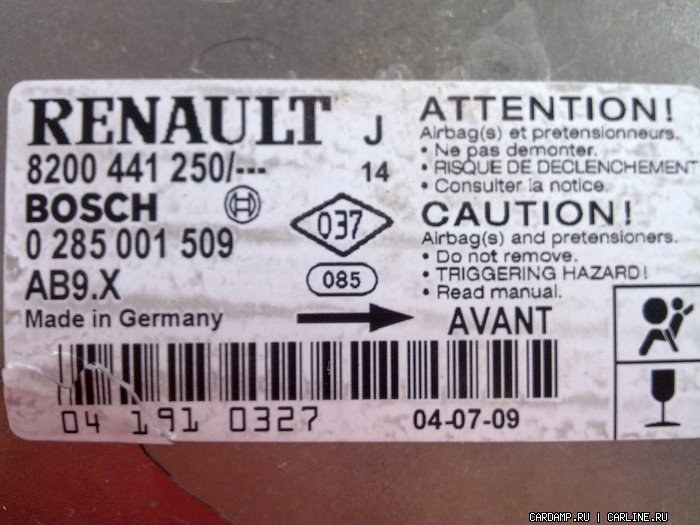 RENAULT J
8200 441 250/--- 14
BOSCH
0 285 001 509
AB9.X
Made in Germany
037
085
AVANT
ATTENTION!
Airbag(s) et pretensionneurs.
• Ne pas demonter.
• RISQUE DE DECLENCHEMENT
• Consulter la notice.
CAUTION!
Airbag(s) and pretensioners.
• Do not remove.
• TRIGGERING HAZARD!
• Read manual.
04 191 0327
04-07-09
CARDAMP.RU | CARLINE.RU